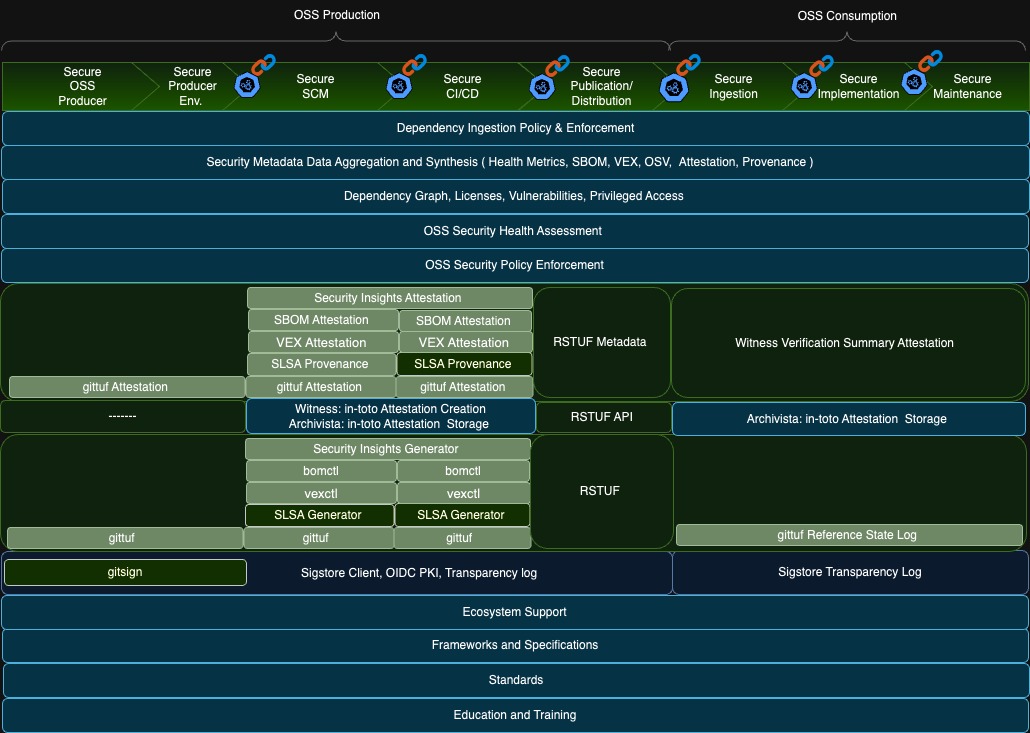 OSS Production
OSS Consumption
Secure
OSS
Producer
Secure
Producer
Env.
Secure
SCM
Secure
CI/CD
Secure
Publication/
Distribution
Secure
Ingestion
Secure
Implementation
Secure
Maintenance
Dependency Ingestion Policy & Enforcement
Security Metadata Data Aggregation and Synthesis ( Health Metrics, SBOM, VEX, OSV,  Attestation, Provenance )
Dependency Graph, Licenses, Vulnerabilities, Privileged Access
OSS Security Health Assessment
OSS Security Policy Enforcement
Security Insights Attestation
SBOM Attestation
SBOM Attestation
VEX Attestation
VEX Attestation
SLSA Provenance
SLSA Provenance
gittuf Attestation
gittuf Attestation
gittuf Attestation
RSTUF Metadata
Witness Verification Summary Attestation
-------
Witness: in-toto Attestation Creation
Archivista: in-toto Attestation  Storage
RSTUF API
Archivista: in-toto Attestation  Storage
Security Insights Generator
bomctl
bomctl
vexctl
vexctl
SLSA Generator
SLSA Generator
gittuf
gittuf
gittuf
RSTUF
gittuf Reference State Log
gitsign
Sigstore Client, OIDC PKI, Transparency log
Sigstore Transparency Log
Ecosystem Support
Frameworks and Specifications
Standards
Education and Training